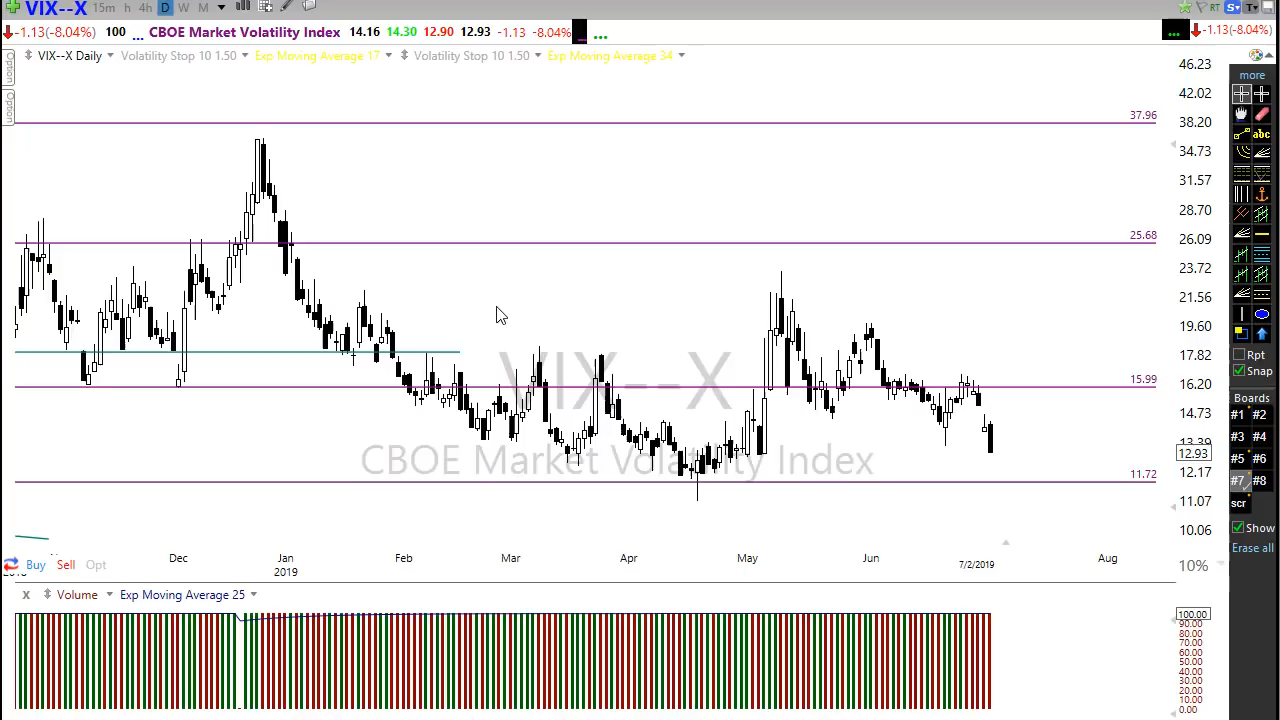 VIX--X 15m h 4h D W M RT S T
-1.13(-8.04%) 100 ... CBOE Market Volatility Index 14.16 14.30 12.90 12.93 -1.13 -8.04% ... ... -1.13(-8.04%)
VIX--X Daily Volatility Stop 10 1.50 Exp Moving Average 17 Volatility Stop 10 1.50 Exp Moving Average 34
Option
Option
46.23
42.02
38.20
34.73
31.57
28.70
26.09
23.72
21.56
19.60
17.82
16.20
14.73
13.39
12.93
12.17
11.07
10.06
10%
37.96
25.68
15.99
11.72
VIX--X
CBOE Market Volatility Index
Dec Jan Feb Mar Apr May Jun 7/2/2019 Aug
2019
Buy Sell Opt
X Volume Exp Moving Average 25
100.00
90.00
80.00
70.00
60.00
50.00
40.00
30.00
20.00
10.00
0.00
more
abc
Rpt
Snap
Boards
#1 #2
#3 #4
#5 #6
#7 #8
scr
Show
Erase all